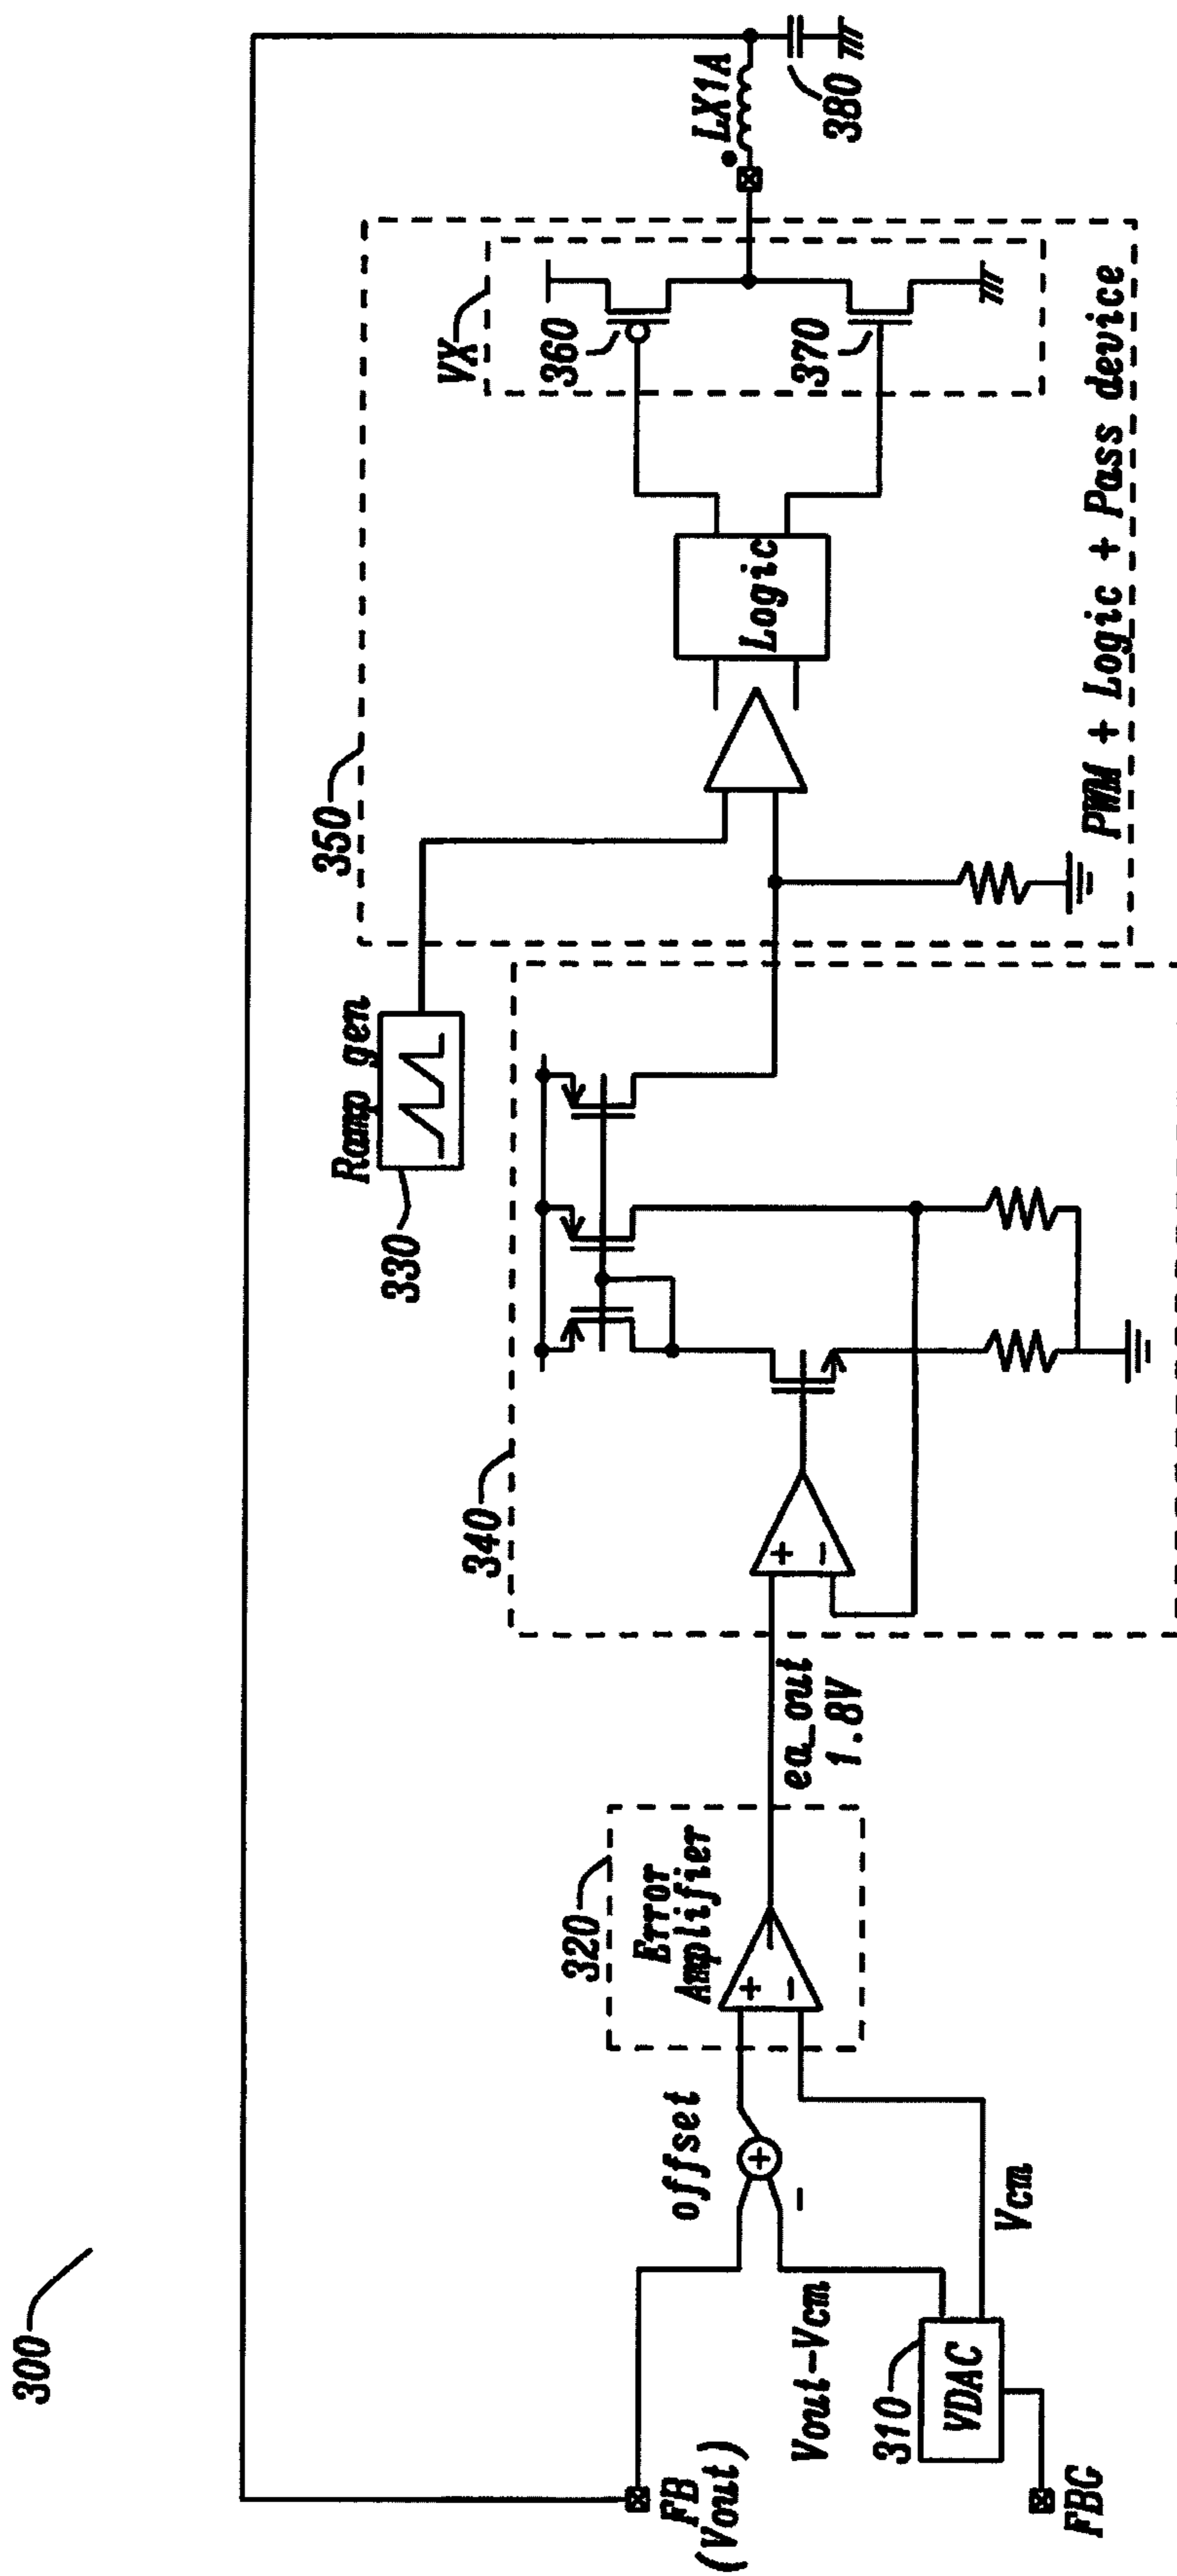 300
FB
(Vout)
FBG
310
VDAC
Vout-Vcm
Vcm
offset
-
+
320
Error
Amplifier
+
-
ea_out
1.8V
340
+
-
330
Ramp gen
350
Logic
VX
360
370
PWM + Logic + Pass device
LX1A
380